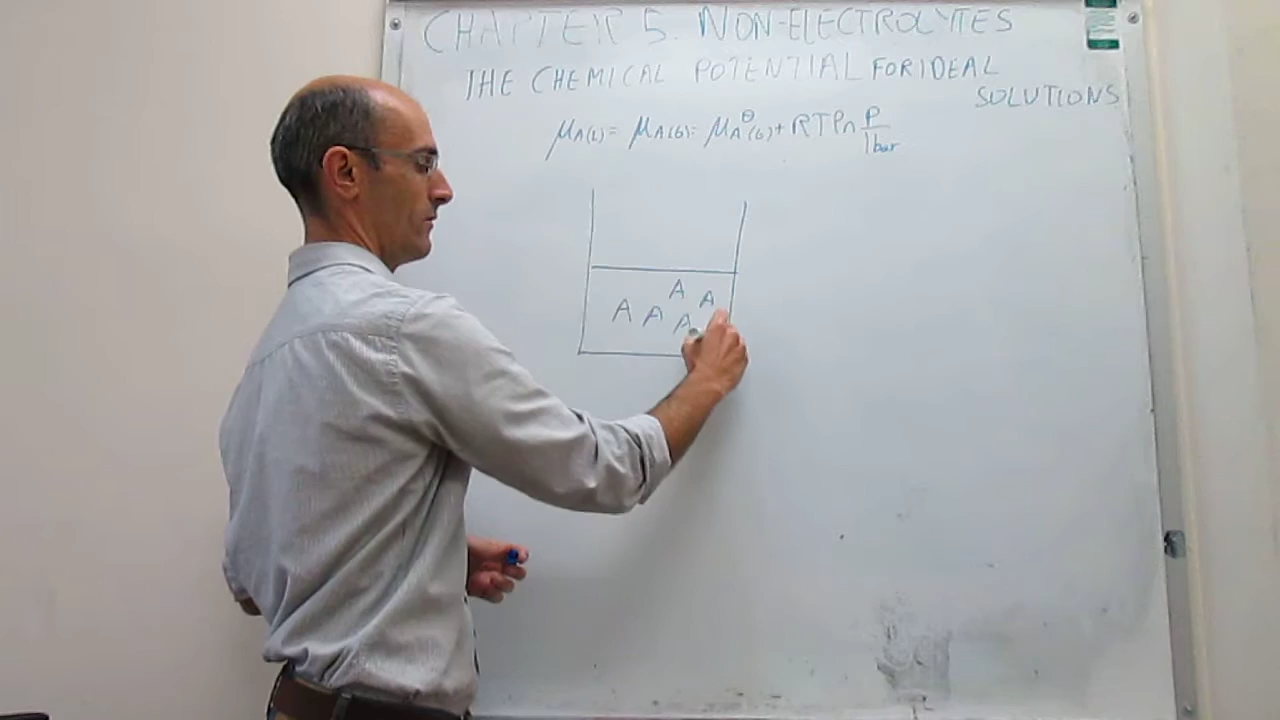 CHAPTER 5. NON-ELECTROLYTES
THE CHEMICAL POTENTIAL FOR IDEAL
SOLUTIONS
μA(L) = μA(G) = μA⊖(G) + RT ln P/1bar
A
A
A A
A